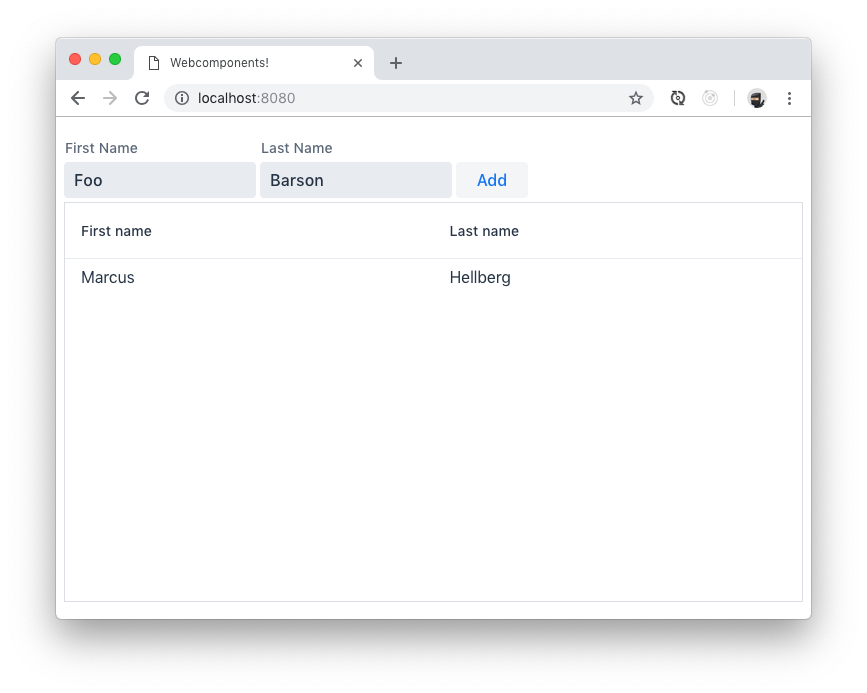 Webcomponents!
localhost:8080
First Name Last Name
Foo Barson Add
First name Last name
Marcus Hellberg